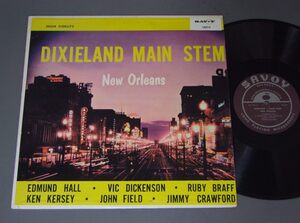 HIGH FIDELITY
SAVOY
DIXIELAND MAIN STEM
New Orleans
EDMUND HALL • VIC DICKENSON • RUBY BRAFF
KEN KERSEY • JOHN FIELD • JIMMY CRAWFORD
SAVOY